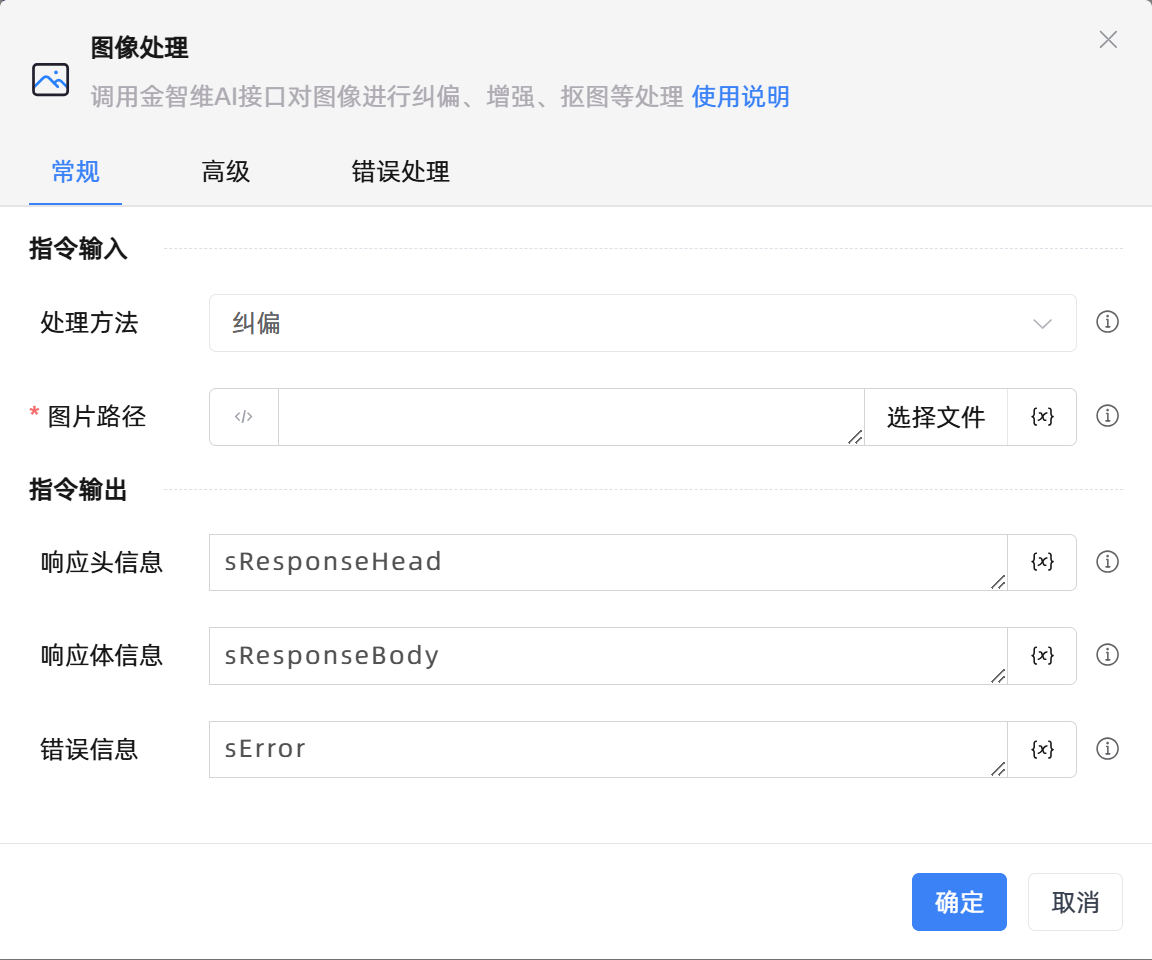 图像处理
调用金智维AI接口对图像进行纠偏、增强、抠图等处理 使用说明
常规 高级 错误处理
指令输入
处理方法 纠偏
* 图片路径 </> 选择文件 {x}
指令输出
响应头信息 sResponseHead {x}
响应体信息 sResponseBody {x}
错误信息 sError {x}
确定 取消